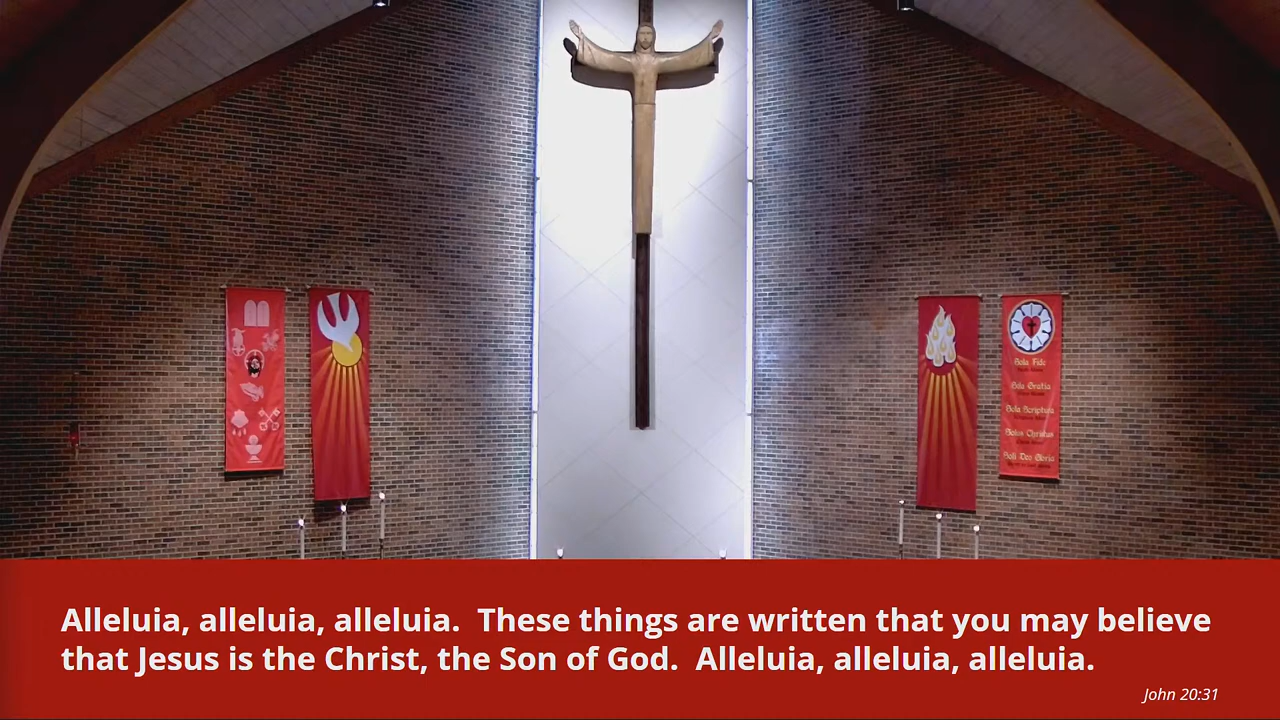 Sola Fide
Sola Gratia
Sola Scriptura
Solus Christus
Soli Deo Gloria
Alleluia, alleluia, alleluia.  These things are written that you may believe
that Jesus is the Christ, the Son of God.  Alleluia, alleluia, alleluia.
John 20:31